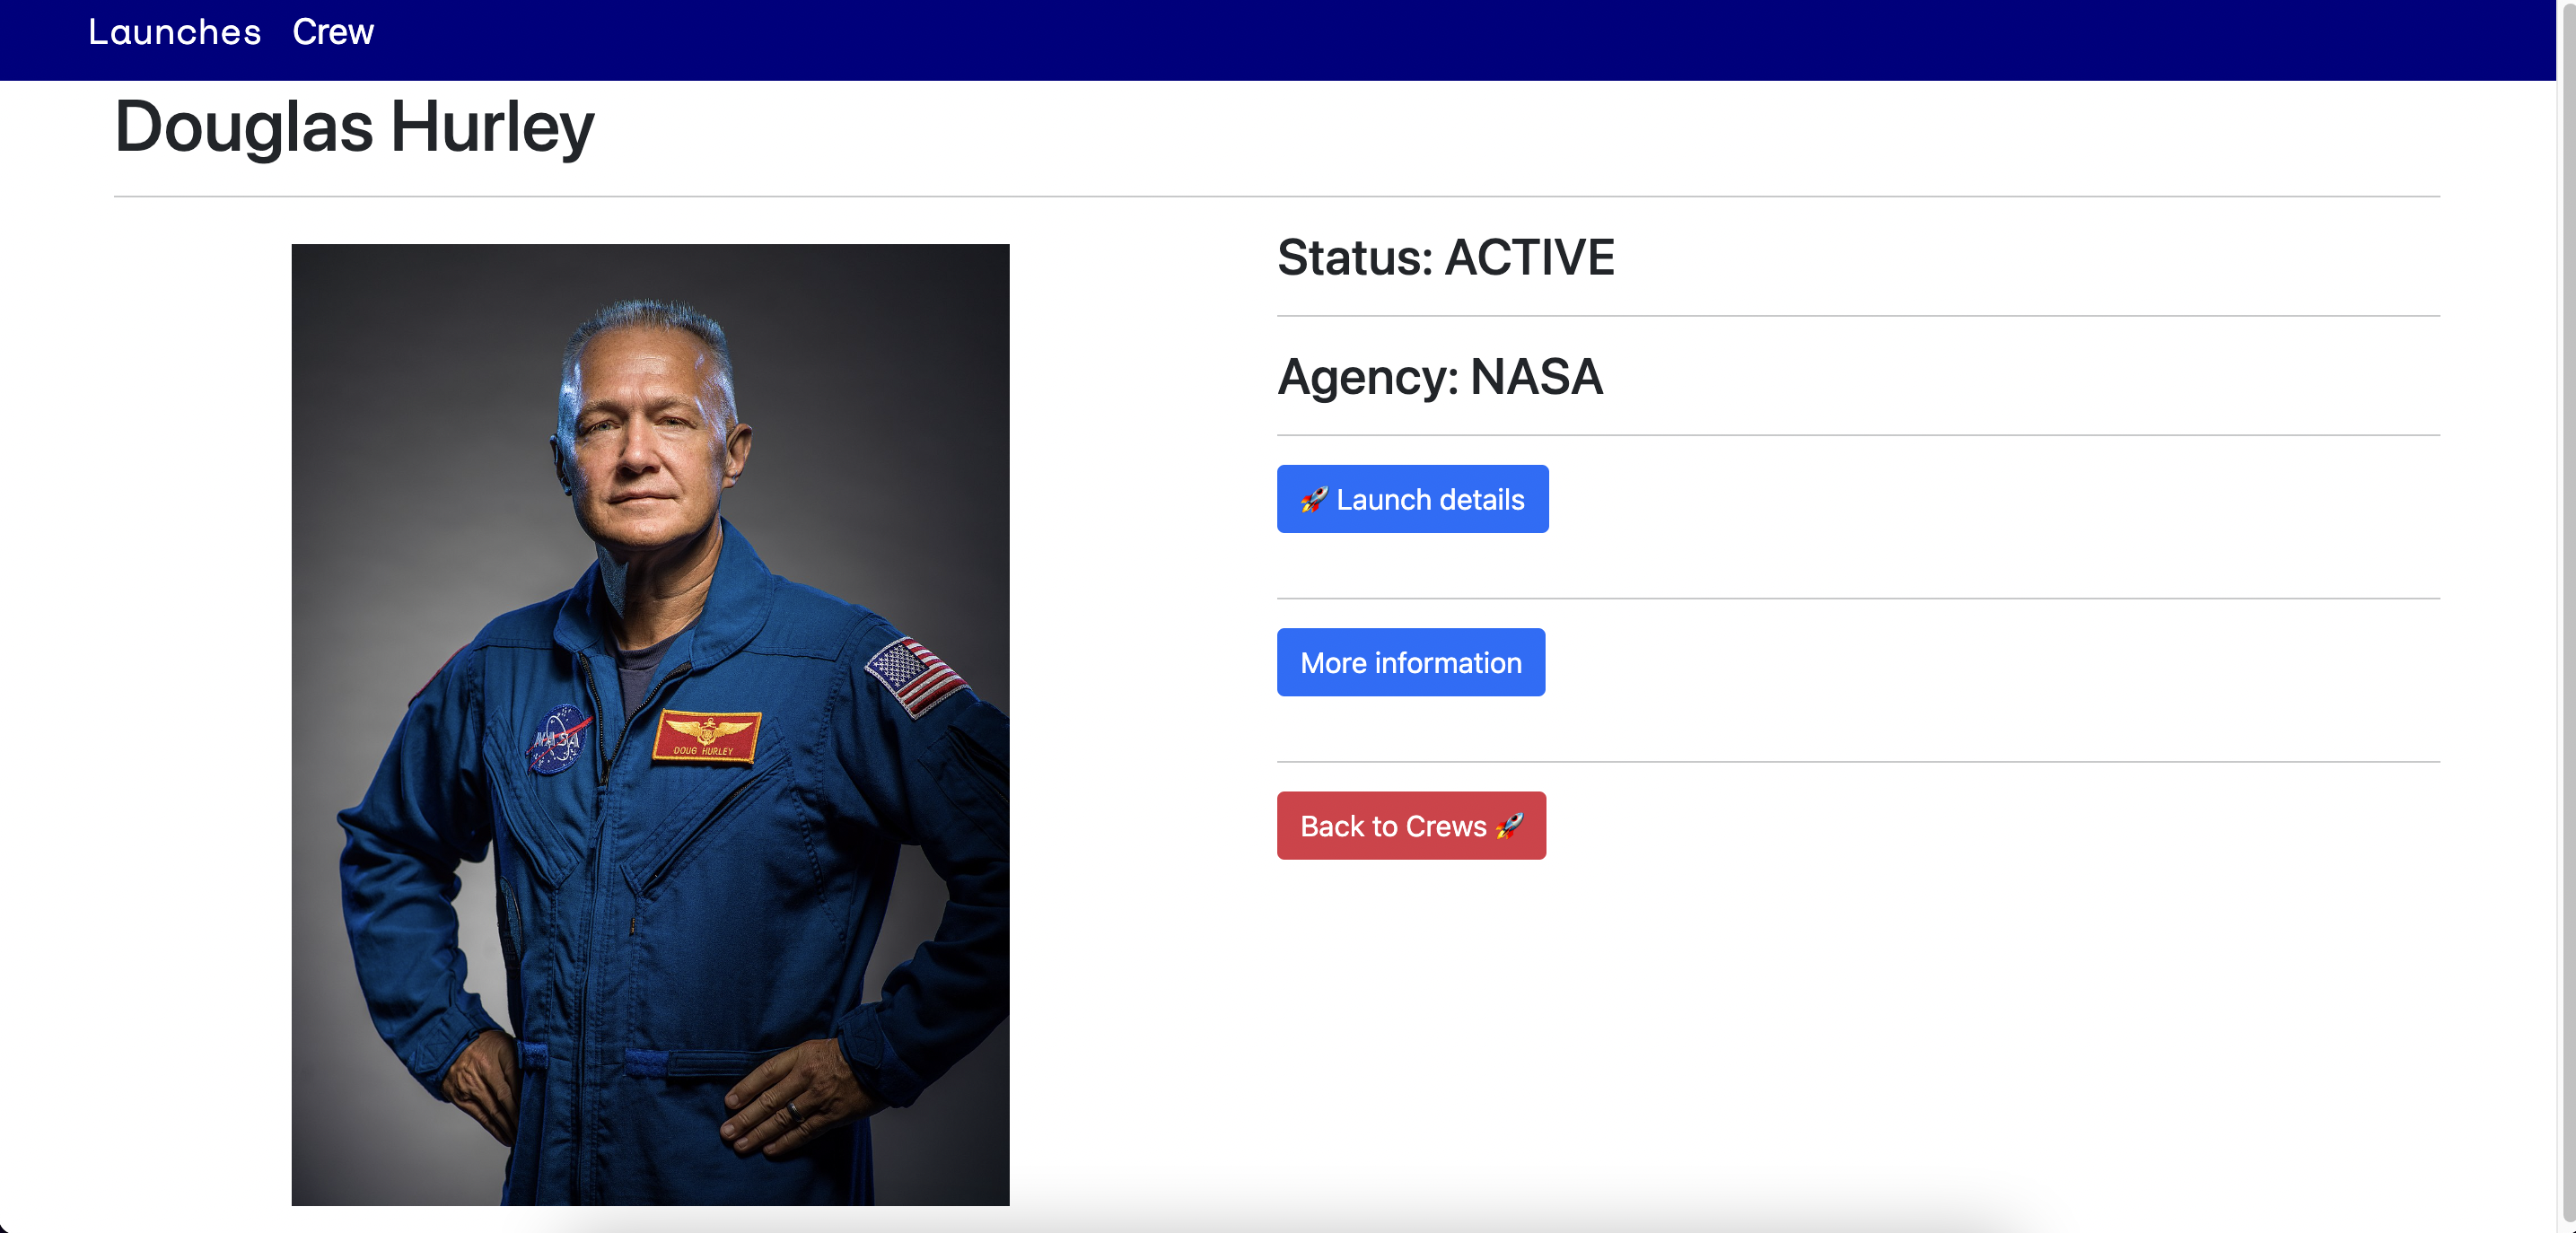 Launches Crew
Douglas Hurley
Status: ACTIVE
Agency: NASA
🚀 Launch details
More information
Back to Crews 🚀
NASA
DOUG HURLEY